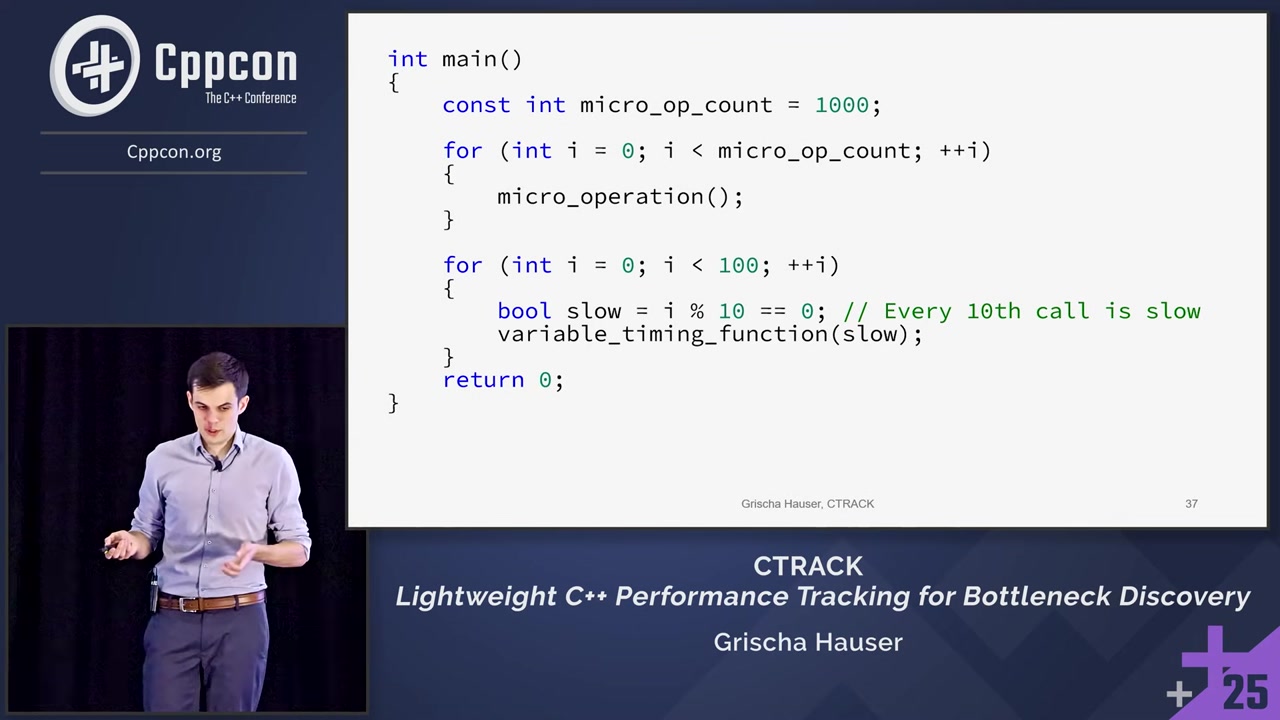 Cppcon
The C++ Conference
Cppcon.org
int main()
{
    const int micro_op_count = 1000;
    for (int i = 0; i < micro_op_count; ++i)
    {
        micro_operation();
    }
    for (int i = 0; i < 100; ++i)
    {
        bool slow = i % 10 == 0; // Every 10th call is slow
        variable_timing_function(slow);
    }
    return 0;
}
Grischa Hauser, CTRACK
37
CTRACK
Lightweight C++ Performance Tracking for Bottleneck Discovery
Grischa Hauser
25